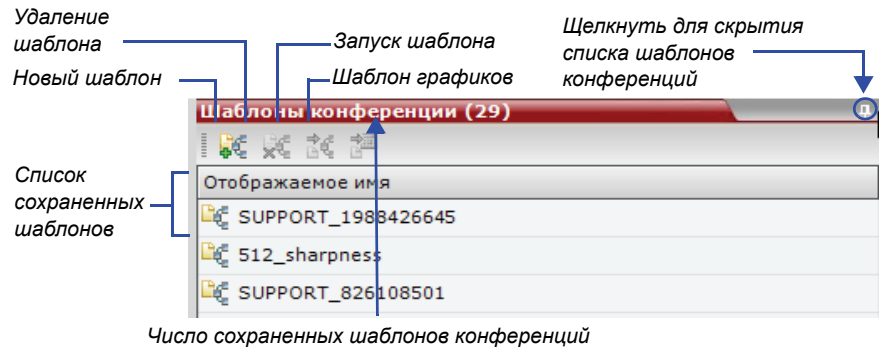 Удаление
шаблона
Новый шаблон
Запуск шаблона
Шаблон графиков
Щелкнуть для скрытия
списка шаблонов
конференций
Шаблоны конференции (29)
Список
сохраненных
шаблонов
Отображаемое имя
SUPPORT_1988426645
512_sharpness
SUPPORT_826108501
Число сохраненных шаблонов конференций